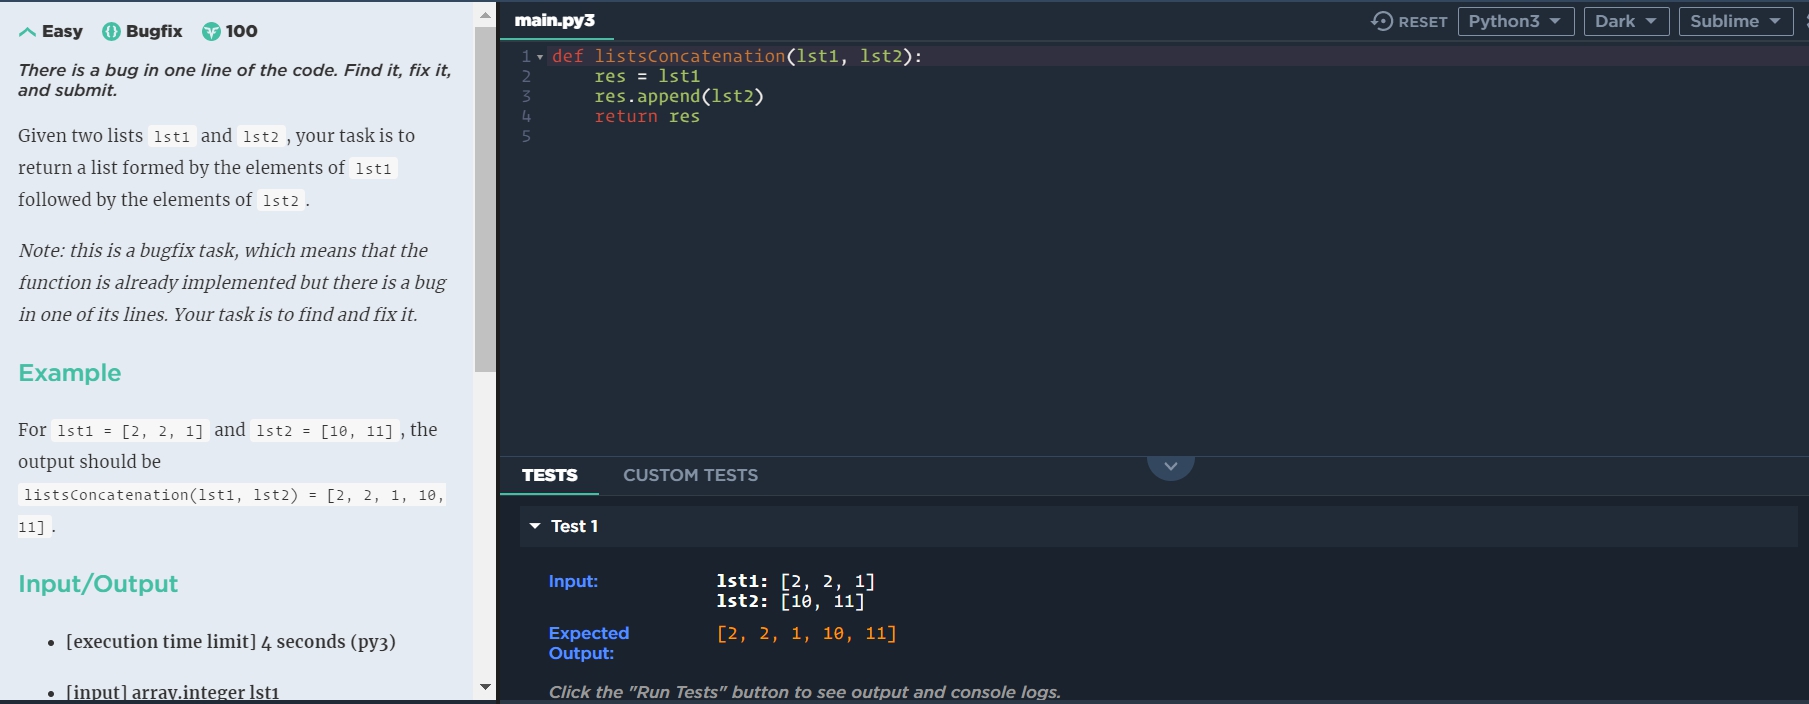 Easy Bugfix 100
There is a bug in one line of the code. Find it, fix it,
and submit.
Given two lists lst1 and lst2, your task is to
return a list formed by the elements of lst1
followed by the elements of lst2.
Note: this is a bugfix task, which means that the
function is already implemented but there is a bug
in one of its lines. Your task is to find and fix it.
Example
For lst1 = [2, 2, 1] and lst2 = [10, 11], the
output should be
listsConcatenation(lst1, lst2) = [2, 2, 1, 10,
11].
Input/Output
• [execution time limit] 4 seconds (py3)
• [input] array.integer lst1
main.py3 RESET Python3 Dark Sublime
1 def listsConcatenation(lst1, lst2):
2     res = lst1
3     res.append(lst2)
4     return res
5
TESTS CUSTOM TESTS
Test 1
Input: lst1: [2, 2, 1]
lst2: [10, 11]
Expected [2, 2, 1, 10, 11]
Output:
Click the "Run Tests" button to see output and console logs.